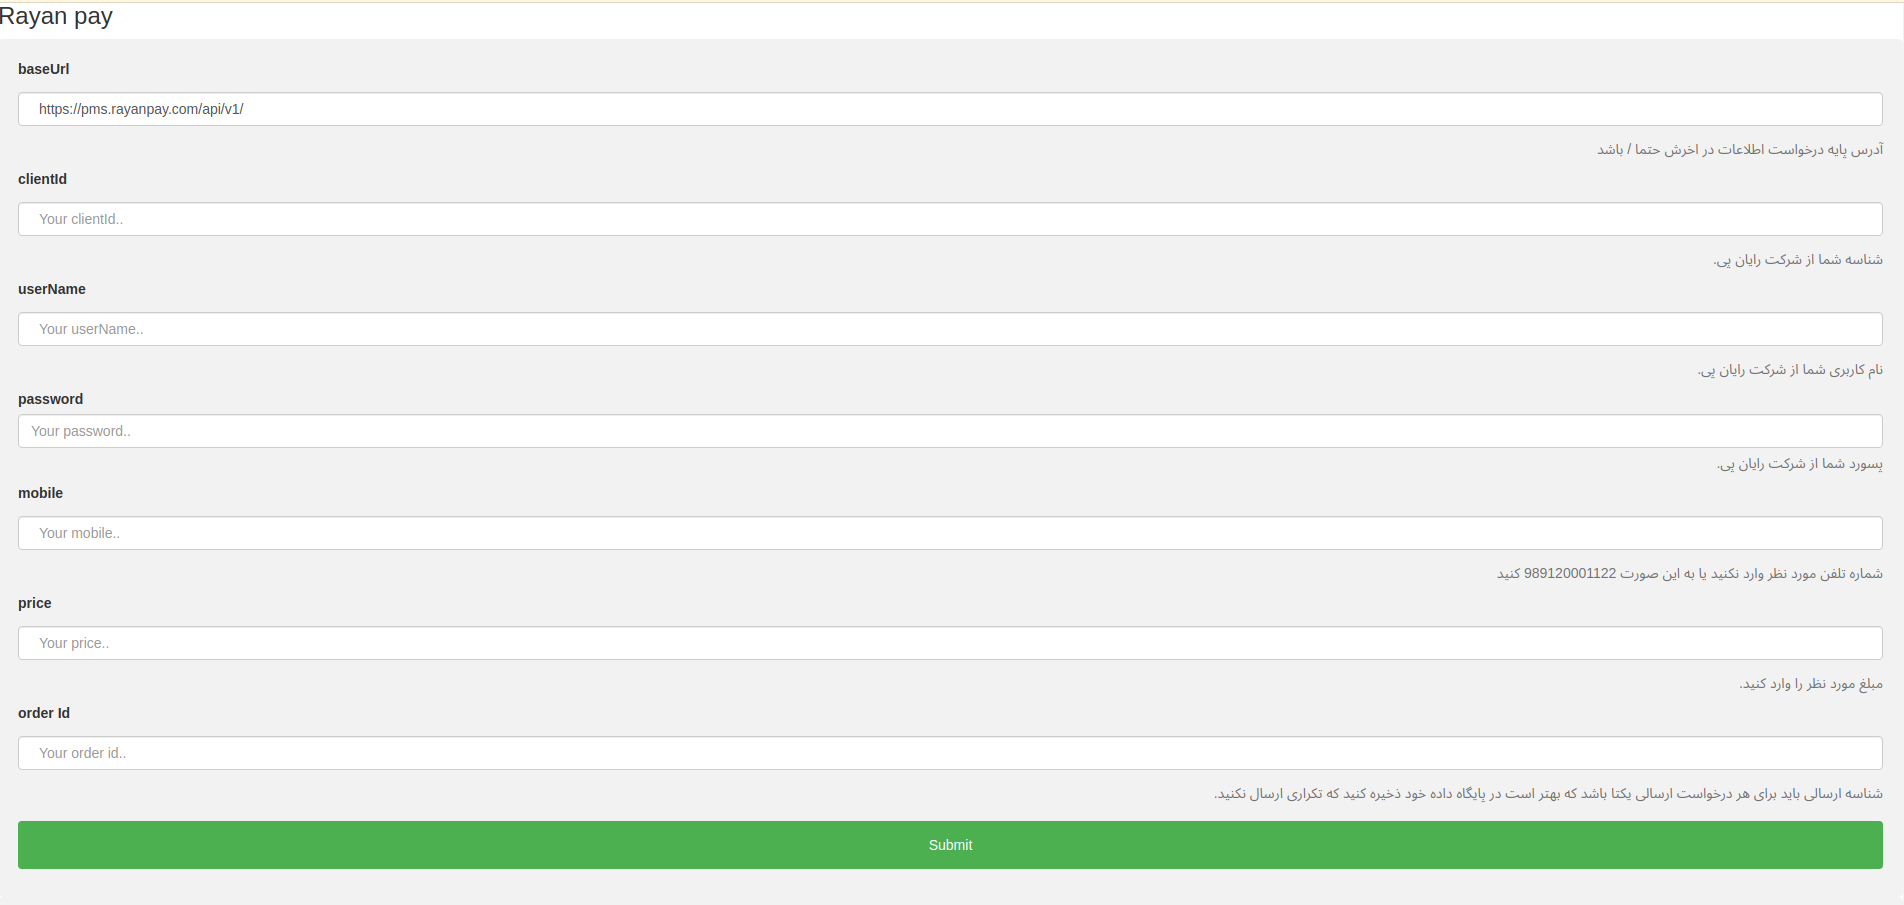 Rayan pay
baseUrl
https://pms.rayanpay.com/api/v1/
آدرس پایه درخواست اطلاعات در اخرش حتما / باشد
clientId
Your clientId..
شناسه شما از شرکت رایان پی.
userName
Your userName..
نام کاربری شما از شرکت رایان پی.
password
Your password..
پسورد شما از شرکت رایان پی.
mobile
Your mobile..
شماره تلفن مورد نظر وارد نکنید یا به این صورت 989120001122 کنید
price
Your price..
مبلغ مورد نظر را وارد کنید.
order Id
Your order id..
شناسه ارسالی باید برای هر درخواست ارسالی یکتا باشد که بهتر است در پایگاه داده خود ذخیره کنید که تکراری ارسال نکنید.
Submit